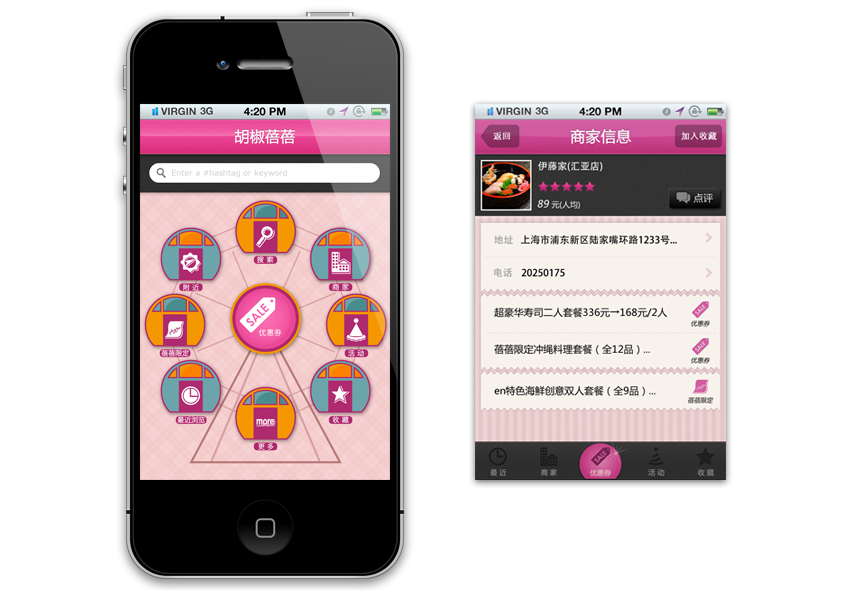 VIRGIN 3G 4:20 PM
胡椒蓓蓓
Enter a #hashtag or keyword
搜索
附近
商家
SALE
优惠券
蓓蓓限定
活动
最近浏览
收藏
more
更多
VIRGIN 3G 4:20 PM
返回 商家信息 加入收藏
伊藤家(汇亚店)
89 元(人均)
点评
地址 上海市浦东新区陆家嘴环路1233号...
电话 20250175
超豪华寿司二人套餐336元→168元/2人
SALE
优惠券
蓓蓓限定冲绳料理套餐（全12品）...
SALE
优惠券
en特色海鲜创意双人套餐（全9品）...
蓓蓓限定
SALE
最近 商家 优惠券 活动 收藏